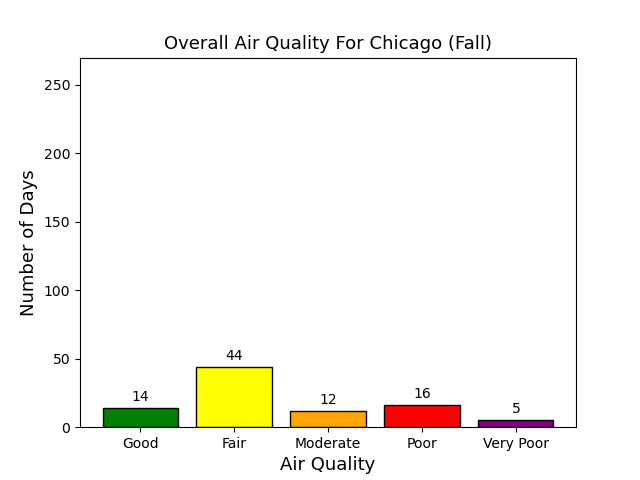 Overall Air Quality For Chicago (Fall)
Number of Days
250
200
150
100
50
0
14
44
12
16
5
Good
Fair
Moderate
Poor
Very Poor
Air Quality